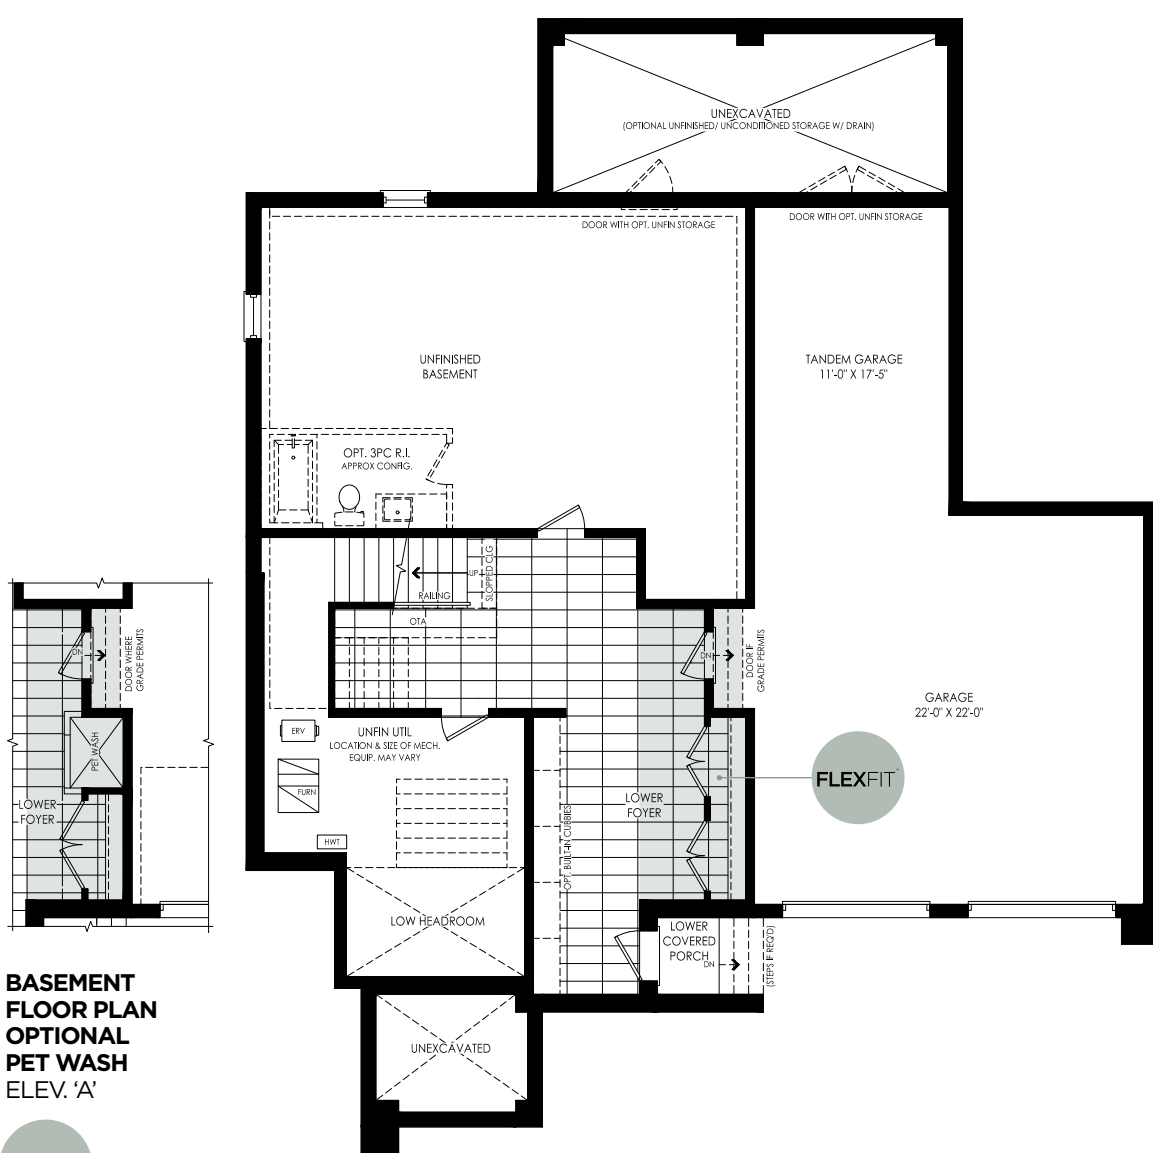 UNEXCAVATED
(OPTIONAL UNFINISHED/ UNCONDITIONED STORAGE W/ DRAIN)
DOOR WITH OPT. UNFIN STORAGE
DOOR WITH OPT. UNFIN STORAGE
UNFINISHED
BASEMENT
TANDEM GARAGE
11'-0" X 17'-5"
OPT. 3PC R.I.
APPROX CONFIG.
UP
SLOPPED CLG
RAILING
OTA
DN
DOOR IF
GRADE PERMITS
GARAGE
22'-0" X 22'-0"
ERV
UNFIN UTIL
LOCATION & SIZE OF MECH.
EQUIP. MAY VARY
FURN
HWT
OPT. BUILT-IN CUBBIES
LOWER
FOYER
FLEXFIT™
LOW HEADROOM
LOWER
COVERED
PORCH
DN
(STEPS IF REQ'D)
UNEXCAVATED
DN
DOOR WHERE
GRADE PERMITS
PET WASH
LOWER
FOYER
BASEMENT
FLOOR PLAN
OPTIONAL
PET WASH
ELEV. ‘A’